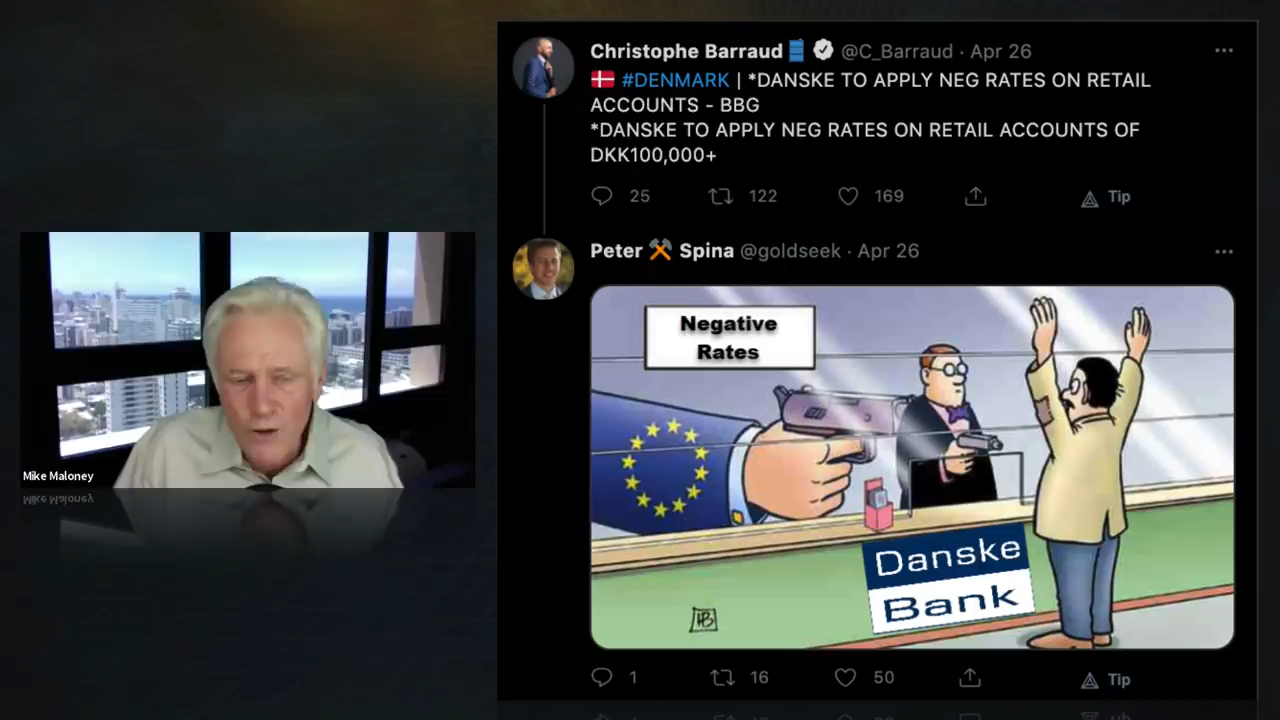 Christophe Barraud @C_Barraud · Apr 26
#DENMARK | *DANSKE TO APPLY NEG RATES ON RETAIL
ACCOUNTS - BBG
*DANSKE TO APPLY NEG RATES ON RETAIL ACCOUNTS OF
DKK100,000+
25 122 169 Tip
Peter Spina @goldseek · Apr 26
Negative
Rates
Danske
Bank
1 16 50 Tip
Mike Maloney
Mike Maloney